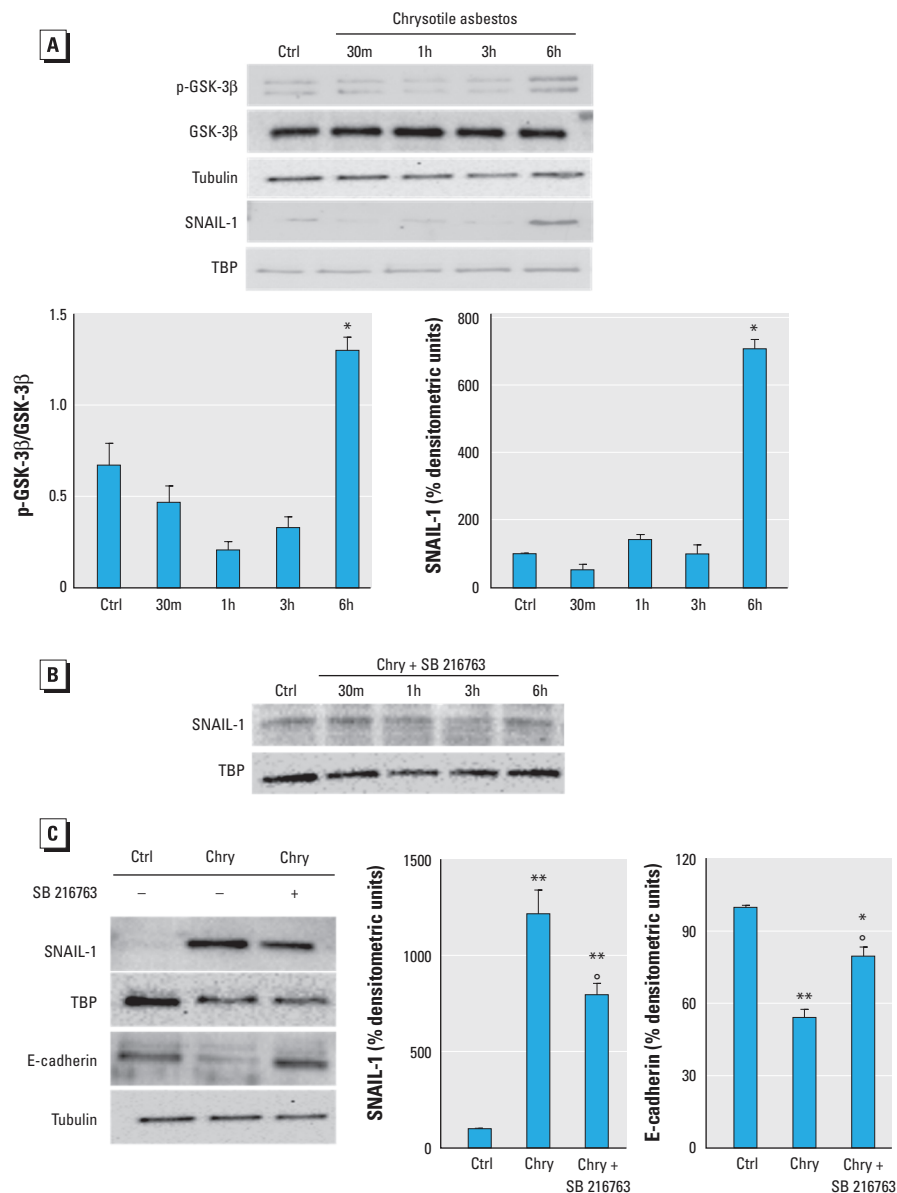 A
Chrysotile asbestos
Ctrl 30m 1h 3h 6h
p-GSK-3β
GSK-3β
Tubulin
SNAIL-1
TBP
p-GSK-3β/GSK-3β
1.5
1.0
0.5
0
*
Ctrl 30m 1h 3h 6h
SNAIL-1 (% densitometric units)
800
600
400
200
0
*
Ctrl 30m 1h 3h 6h
B
Chry + SB 216763
Ctrl 30m 1h 3h 6h
SNAIL-1
TBP
C
Ctrl Chry Chry
SB 216763 – – +
SNAIL-1
TBP
E-cadherin
Tubulin
SNAIL-1 (% densitometric units)
1500
1000
500
0
**
**
°
Ctrl Chry Chry +
SB 216763
E-cadherin (% densitometric units)
120
90
60
30
0
**
*
°
Ctrl Chry Chry +
SB 216763